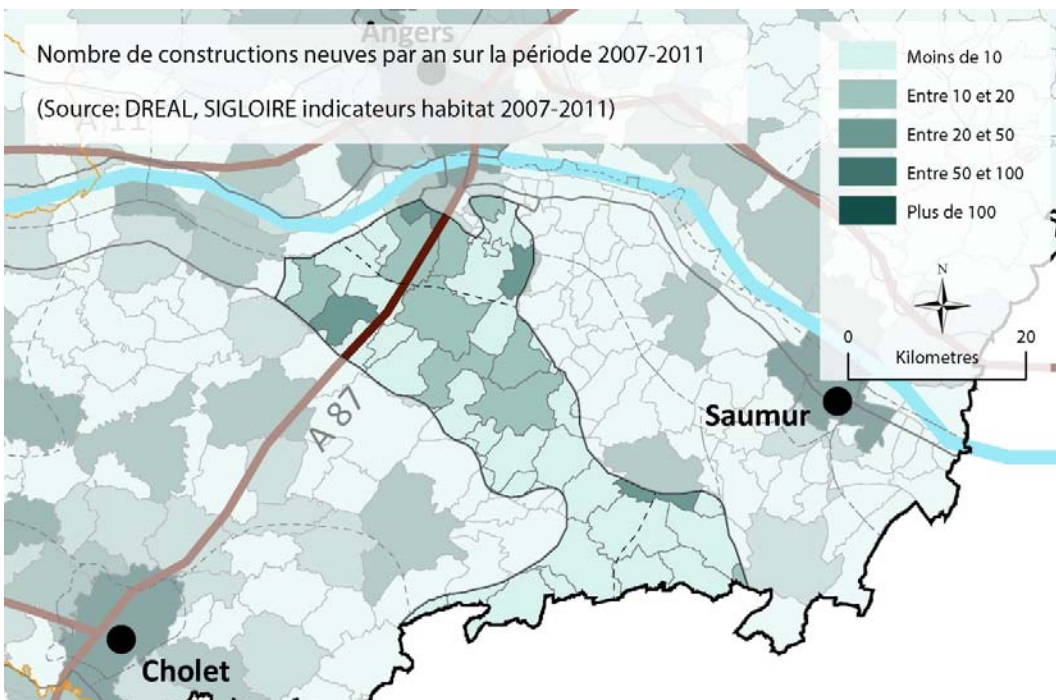 Angers
Nombre de constructions neuves par an sur la période 2007-2011
(Source: DREAL, SIGLOIRE indicateurs habitat 2007-2011)
A 11
Moins de 10
Entre 10 et 20
Entre 20 et 50
Entre 50 et 100
Plus de 100
N
0 20
Kilometres
Saumur
A 87
Cholet